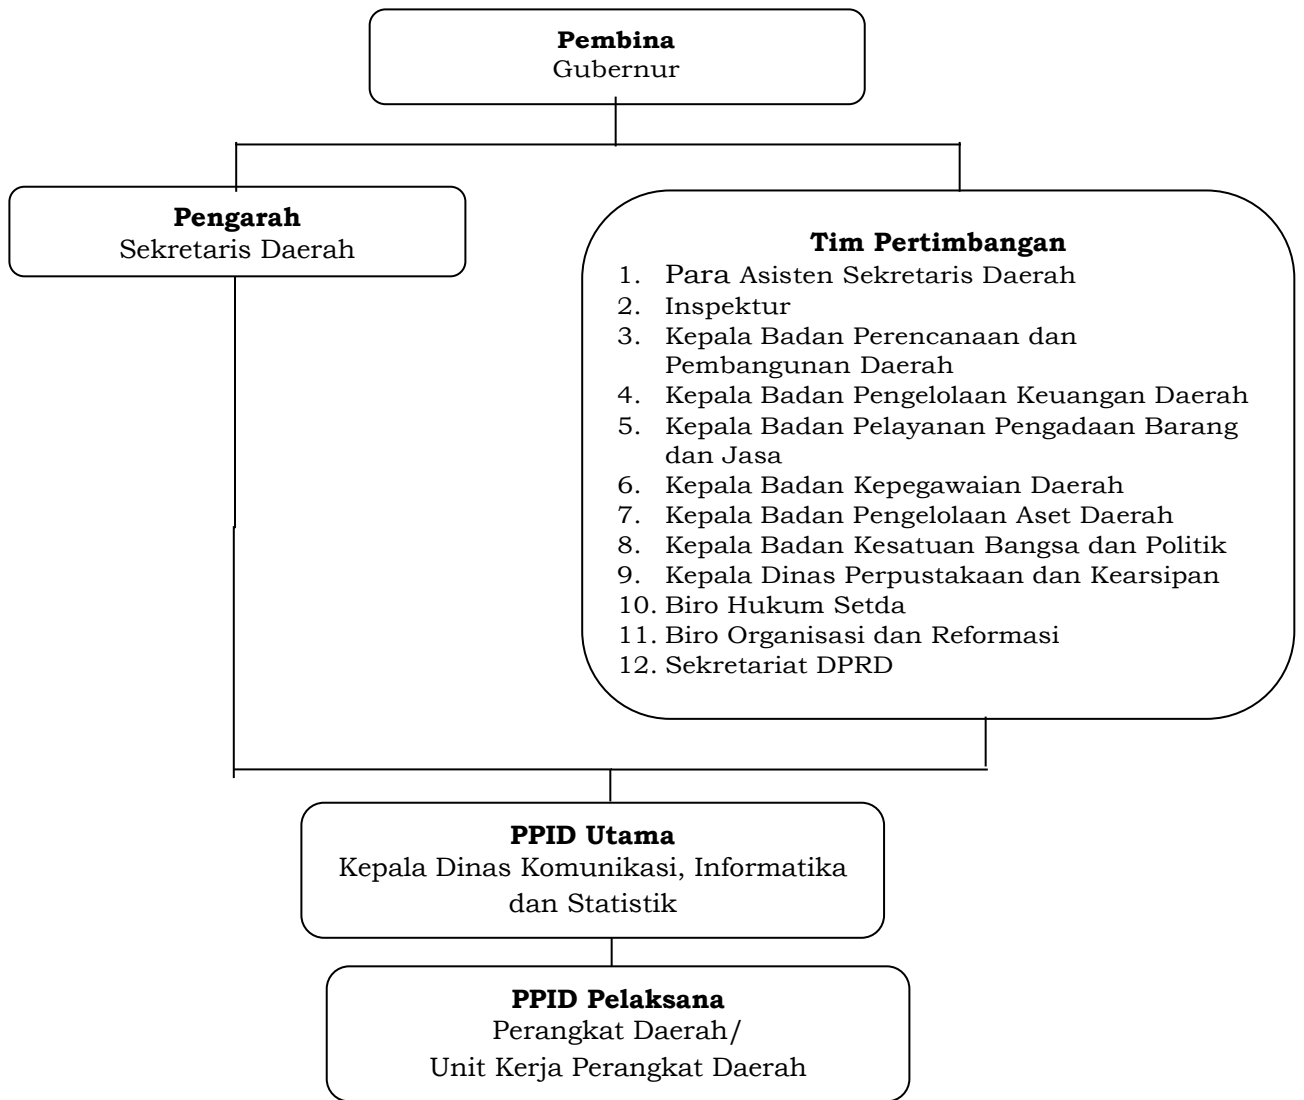 Pembina
Gubernur
Pengarah
Sekretaris Daerah
Tim Pertimbangan
1. Para Asisten Sekretaris Daerah
2. Inspektur
3. Kepala Badan Perencanaan dan
Pembangunan Daerah
4. Kepala Badan Pengelolaan Keuangan Daerah
5. Kepala Badan Pelayanan Pengadaan Barang
dan Jasa
6. Kepala Badan Kepegawaian Daerah
7. Kepala Badan Pengelolaan Aset Daerah
8. Kepala Badan Kesatuan Bangsa dan Politik
9. Kepala Dinas Perpustakaan dan Kearsipan
10. Biro Hukum Setda
11. Biro Organisasi dan Reformasi
12. Sekretariat DPRD
PPID Utama
Kepala Dinas Komunikasi, Informatika
dan Statistik
PPID Pelaksana
Perangkat Daerah/
Unit Kerja Perangkat Daerah